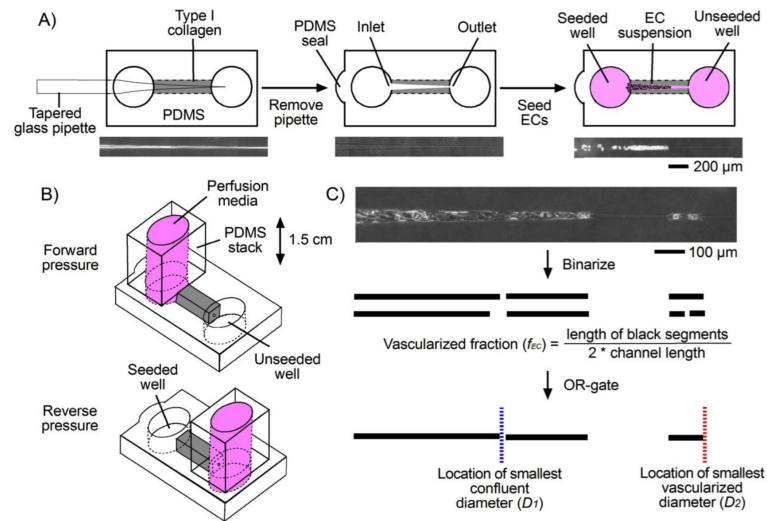 A)
Type I
collagen
PDMS
seal
Inlet
Outlet
Seeded
well
EC
suspension
Unseeded
well
Tapered
glass pipette
PDMS
Remove
pipette
Seed
ECs
200 µm
B)
Perfusion
media
Forward
pressure
PDMS
stack
1.5 cm
Unseeded
well
Seeded
well
Reverse
pressure
C)
100 µm
Binarize
Vascularized fraction (fEC) = length of black segments
2 * channel length
OR-gate
Location of smallest
confluent
diameter (D1)
Location of smallest
vascularized
diameter (D2)